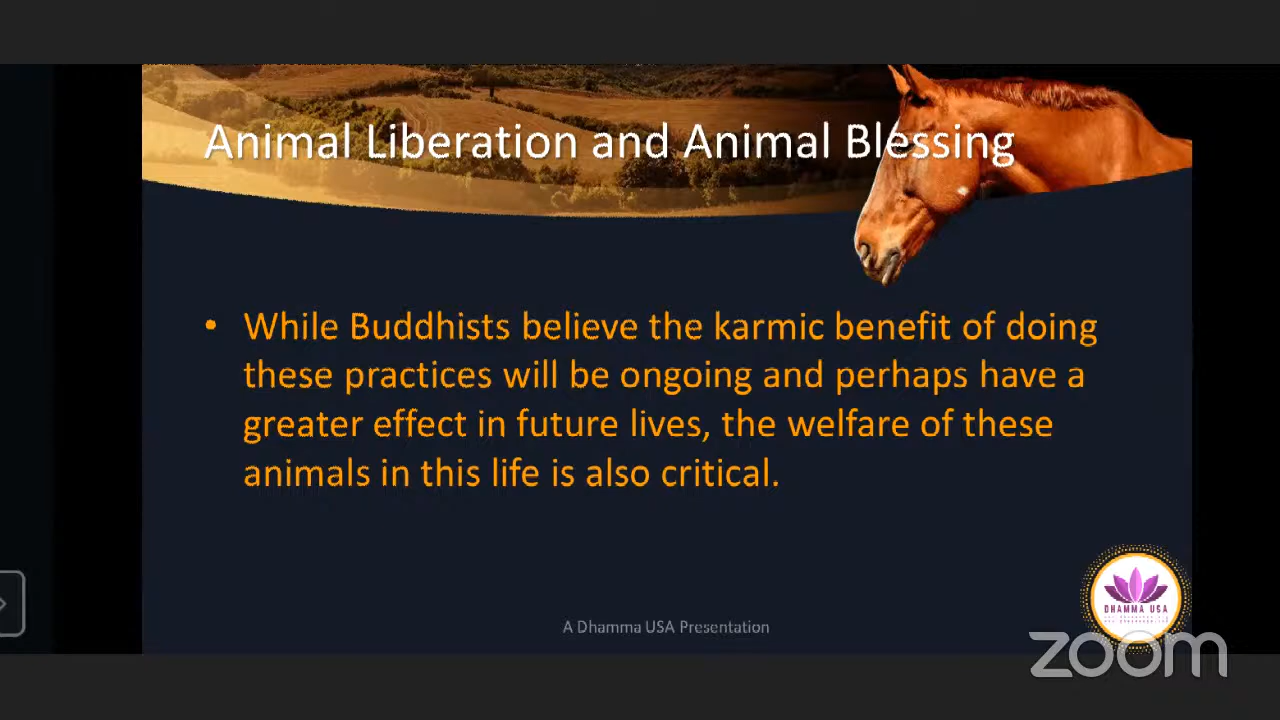 Animal Liberation and Animal Blessing
• While Buddhists believe the karmic benefit of doing
these practices will be ongoing and perhaps have a
greater effect in future lives, the welfare of these
animals in this life is also critical.
DHAMMA USA
A Dhamma USA Presentation
zoom